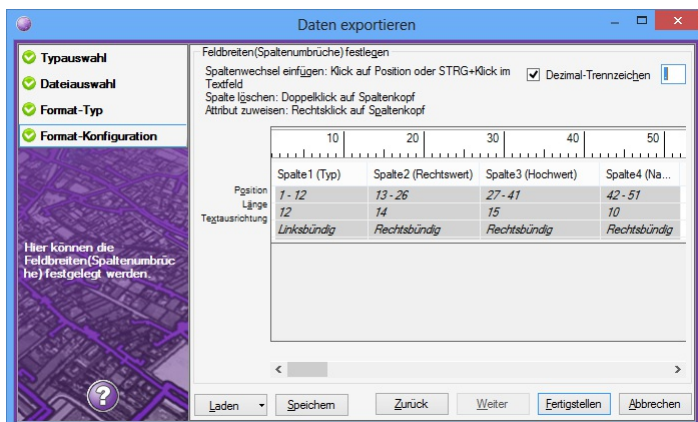 Daten exportieren
Typauswahl
Dateiauswahl
Format-Typ
Format-Konfiguration
Hier können die
Feldbreiten(Spaltenumbrüc
he) festgelegt werden.
?
Feldbreiten(Spaltenumbrüche) festlegen
Spaltenwechsel einfügen: Klick auf Position oder STRG+Klick im
Textfeld
Spalte löschen: Doppelklick auf Spaltenkopf
Attribut zuweisen: Rechtsklick auf Spaltenkopf
Dezimal-Trennzeichen
10 20 30 40 50
Spalte1 (Typ) Spalte2 (Rechtswert) Spalte3 (Hochwert) Spalte4 (Na...
Position 1 - 12 13 - 26 27 - 41 42 - 51
Länge 12 14 15 10
Textausrichtung Linksbündig Rechtsbündig Rechtsbündig Rechtsbündig
Laden Speichern Zurück Weiter Fertigstellen Abbrechen